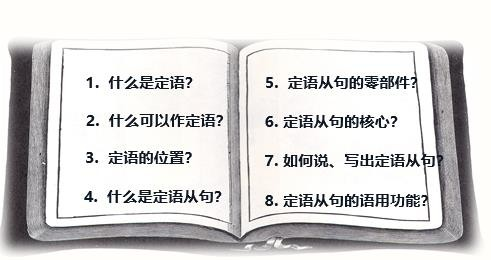 1. 什么是定语?
2. 什么可以作定语?
3. 定语的位置?
4. 什么是定语从句?
5. 定语从句的零部件?
6. 定语从句的核心?
7. 如何说、写出定语从句?
8. 定语从句的语用功能?